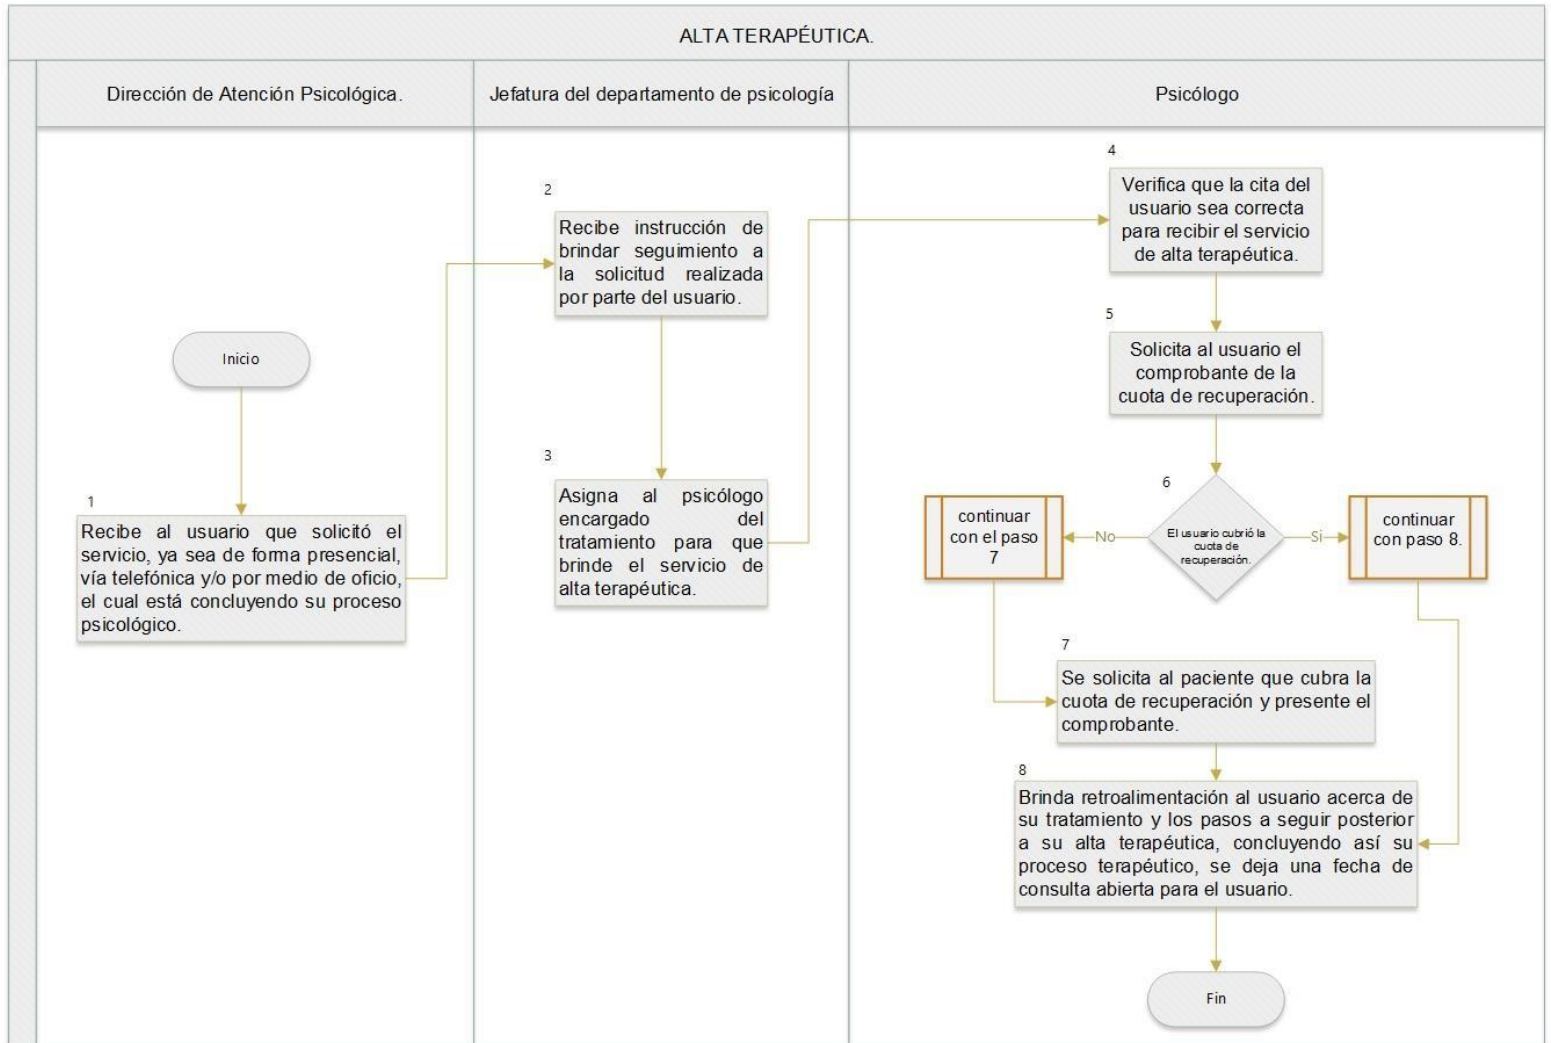 ALTA TERAPÉUTICA.
Dirección de Atención Psicológica.
Jefatura del departamento de psicología
Psicólogo
Inicio
1
Recibe al usuario que solicitó el
servicio, ya sea de forma presencial,
vía telefónica y/o por medio de oficio,
el cual está concluyendo su proceso
psicológico.
2
Recibe instrucción de
brindar seguimiento a
la solicitud realizada
por parte del usuario.
3
Asigna al psicólogo
encargado del
tratamiento para que
brinde el servicio de
alta terapéutica.
4
Verifica que la cita del
usuario sea correcta
para recibir el servicio
de alta terapéutica.
5
Solicita al usuario el
comprobante de la
cuota de recuperación.
6
El usuario cubrió la
cuota de
recuperación.
No
continuar
con el paso
7
Si
continuar
con paso 8.
7
Se solicita al paciente que cubra la
cuota de recuperación y presente el
comprobante.
8
Brinda retroalimentación al usuario acerca de
su tratamiento y los pasos a seguir posterior
a su alta terapéutica, concluyendo así su
proceso terapéutico, se deja una fecha de
consulta abierta para el usuario.
Fin